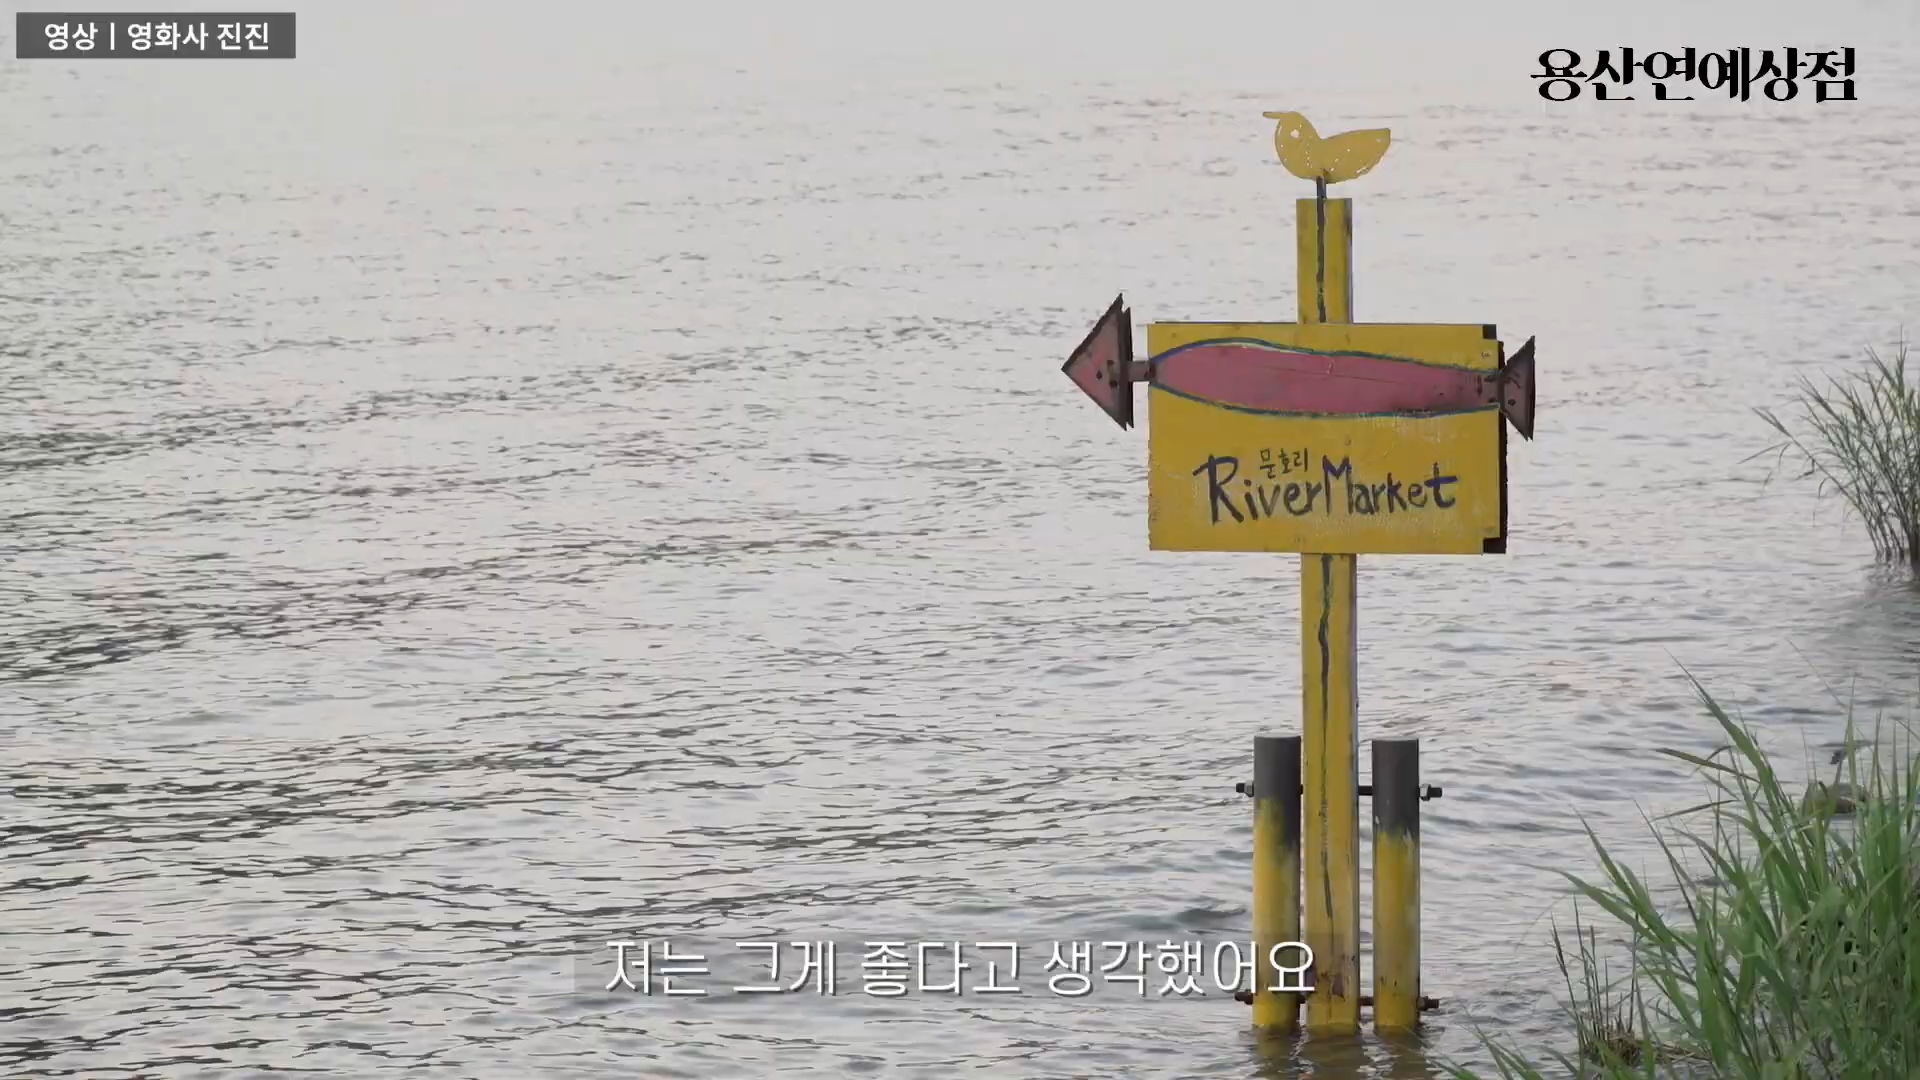 영상 | 영화사 진진
용산연예상점
문호리
RiverMarket
저는 그게 좋다고 생각했어요